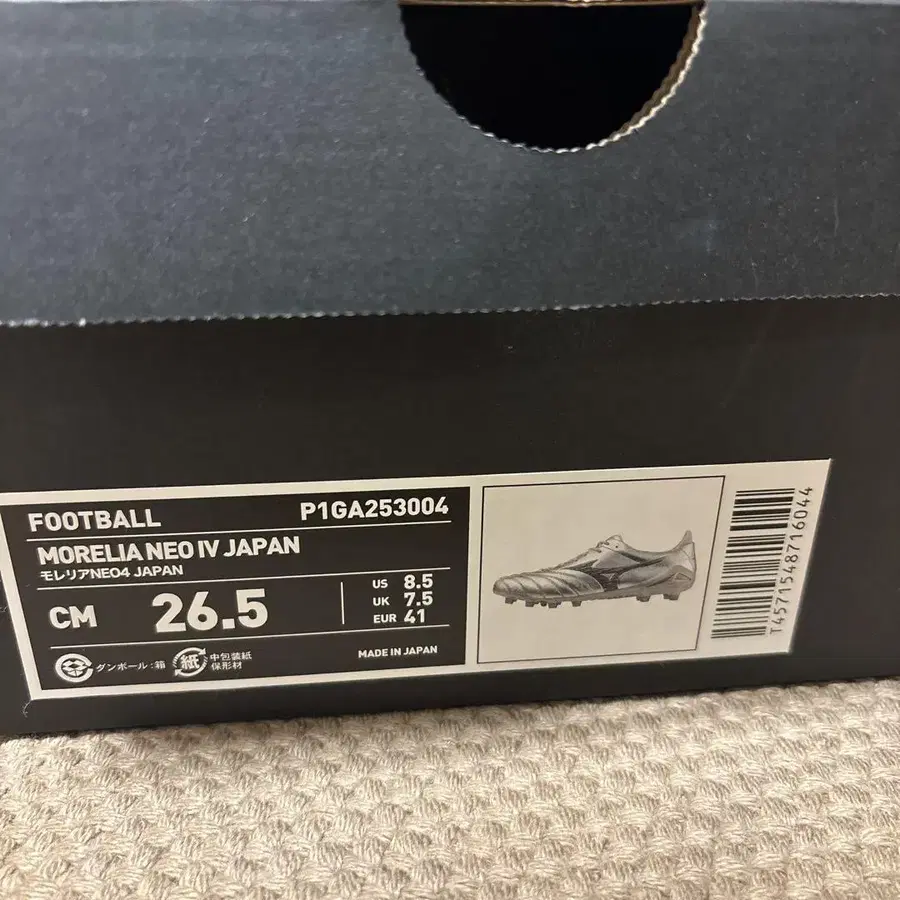 FOOTBALL P1GA253004
MORELIA NEO IV JAPAN
モレリアNEO4 JAPAN
CM 26.5
US 8.5
UK 7.5
EUR 41
ダンボール:箱
紙
中包装紙
保形材
MADE IN JAPAN
T4571548716044